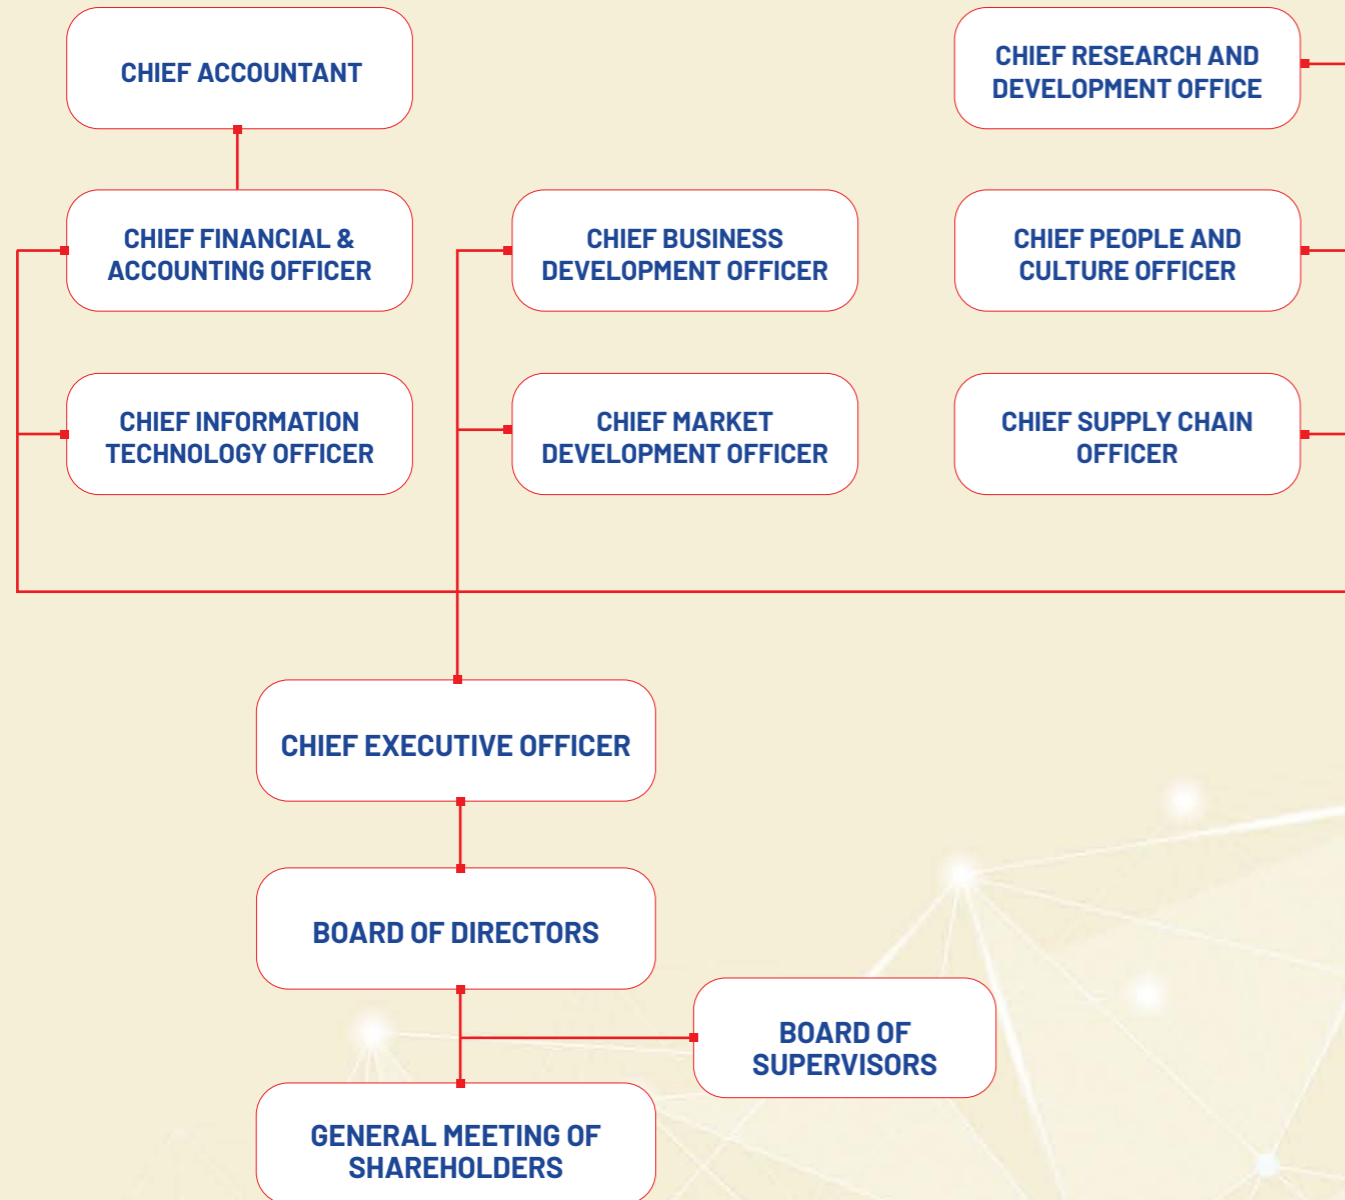 CHIEF ACCOUNTANT
CHIEF RESEARCH AND
DEVELOPMENT OFFICE
CHIEF FINANCIAL &
ACCOUNTING OFFICER
CHIEF BUSINESS
DEVELOPMENT OFFICER
CHIEF PEOPLE AND
CULTURE OFFICER
CHIEF INFORMATION
TECHNOLOGY OFFICER
CHIEF MARKET
DEVELOPMENT OFFICER
CHIEF SUPPLY CHAIN
OFFICER
CHIEF EXECUTIVE OFFICER
BOARD OF DIRECTORS
BOARD OF
SUPERVISORS
GENERAL MEETING OF
SHAREHOLDERS